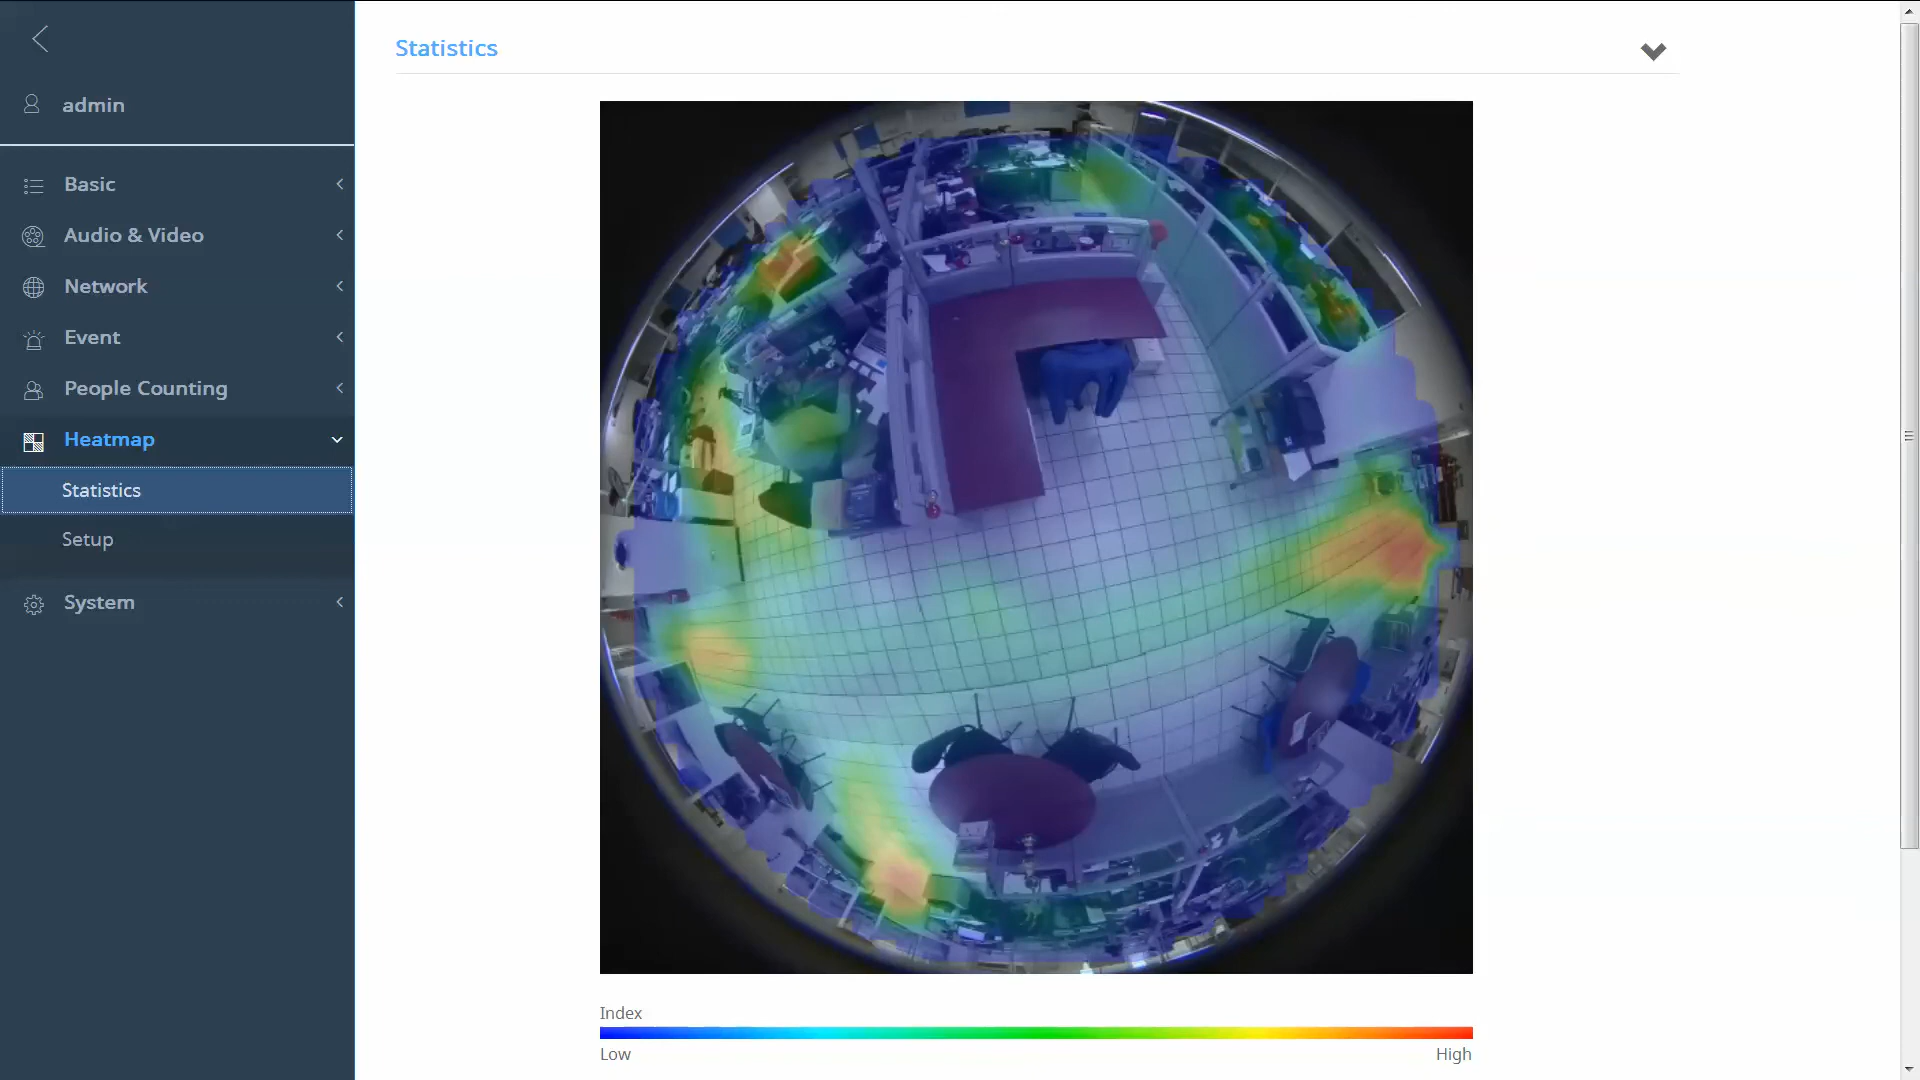 admin
Basic
Audio & Video
Network
Event
People Counting
Heatmap
Statistics
Setup
System
Statistics
Index
Low
High